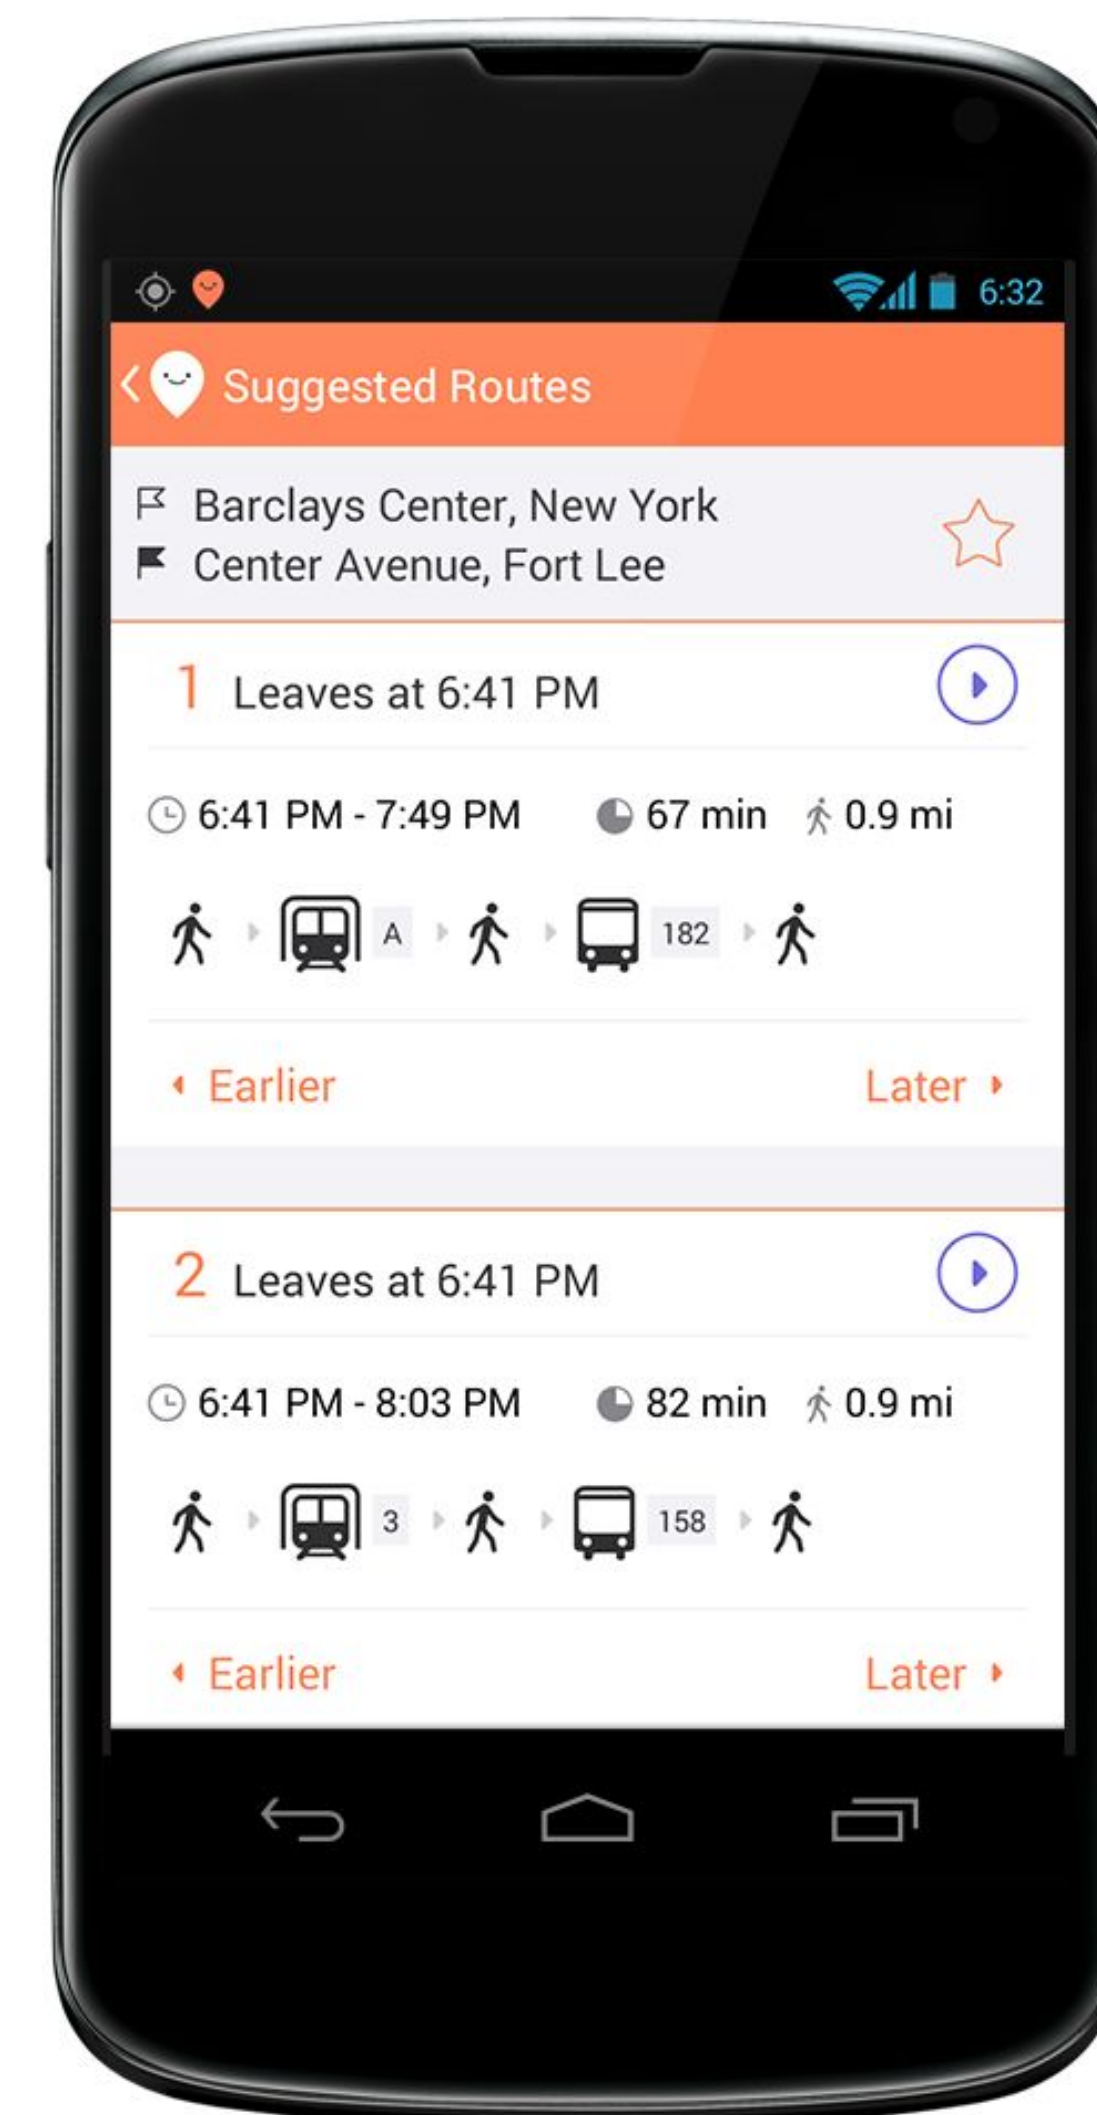 6:32
Suggested Routes
Barclays Center, New York
Center Avenue, Fort Lee
1 Leaves at 6:41 PM
6:41 PM - 7:49 PM 67 min 0.9 mi
A 182
Earlier Later
2 Leaves at 6:41 PM
6:41 PM - 8:03 PM 82 min 0.9 mi
3 158
Earlier Later